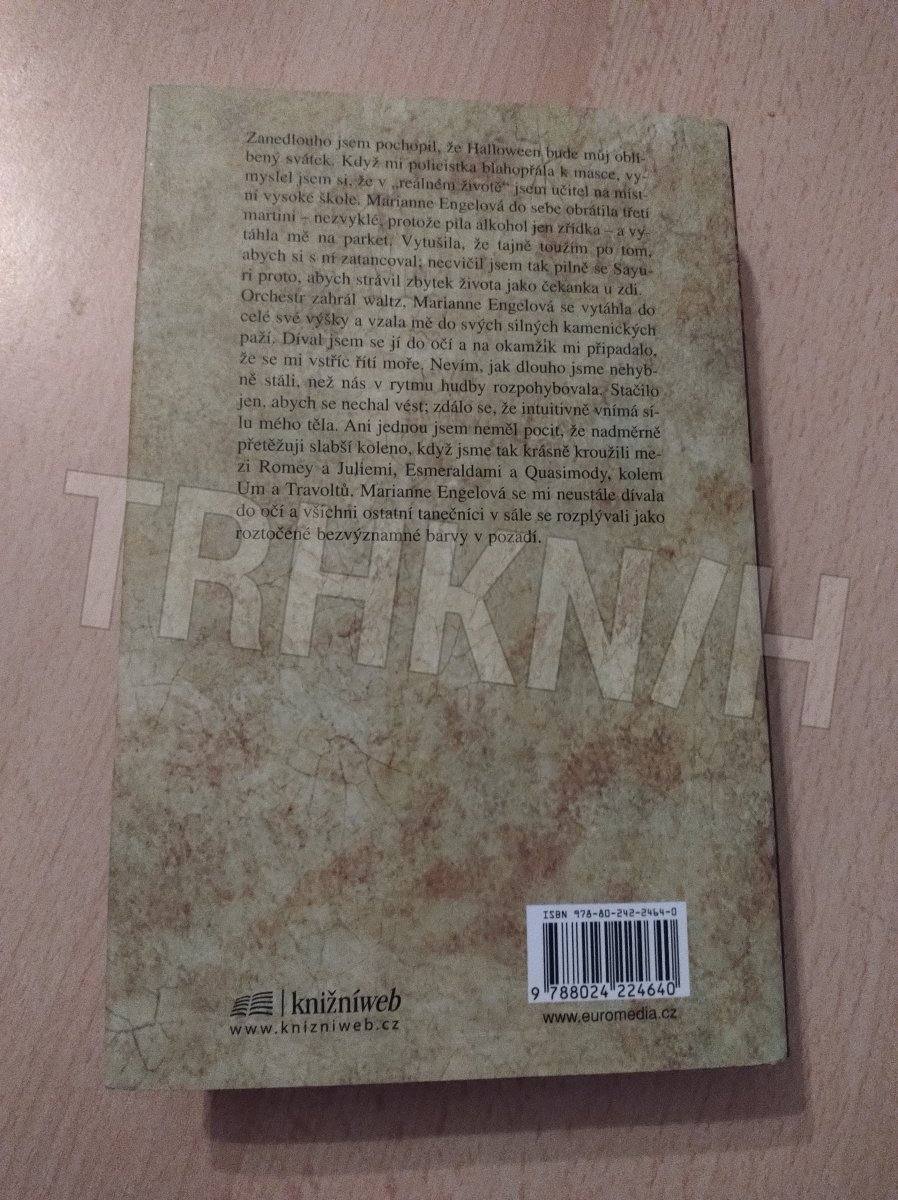 Zanedlouho jsem pochopil, že Halloween bude můj oblí-
bený svátek. Když mi policistka blahopřála k masce, vy-
myslel jsem si, že v „reálném životě“ jsem učitel na míst-
ní vysoké škole. Marianne Engelová do sebe obrátila třetí
martini – nezvyklé, protože pila alkohol jen zřídka – a vy-
táhla mě na parket. Vytušila, že tajně toužím po tom,
abych si s ní zatancoval; necvičil jsem tak pilně se Sayu-
ri proto, abych strávil zbytek života jako čekanka u zdi.
Orchestr zahrál waltz, Marianne Engelová se vytáhla do
celé své výšky a vzala mě do svých silných kamenických
paží. Díval jsem se jí do očí a na okamžik mi připadalo,
že se mi vstříc řítí moře. Nevím, jak dlouho jsme nehyb-
ně stáli, než nás v rytmu hudby rozpohybovala. Stačilo
jen, abych se nechal vést; zdálo se, že intuitivně vnímá sí-
lu mého těla. Ani jednou jsem neměl pocit, že nadměrně
přetěžuji slabší koleno, když jsme tak krásně kroužili me-
zi Romey a Juliemi, Esmeraldami a Quasimody, kolem
Um a Travoltů. Marianne Engelová se mi neustále dívala
do očí a všichni ostatní tanečníci v sále se rozplývali jako
roztočené bezvýznamné barvy v pozadí.
TRHKNIH
ISBN 978-80-242-2464-0
9 788024 224640
www.euromedia.cz
knižníweb
www.knizniweb.cz